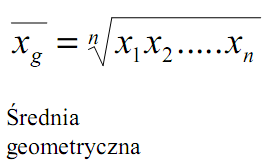 x̅_g = ⁿ√(x₁x₂.....xₙ)
Średnia
geometryczna